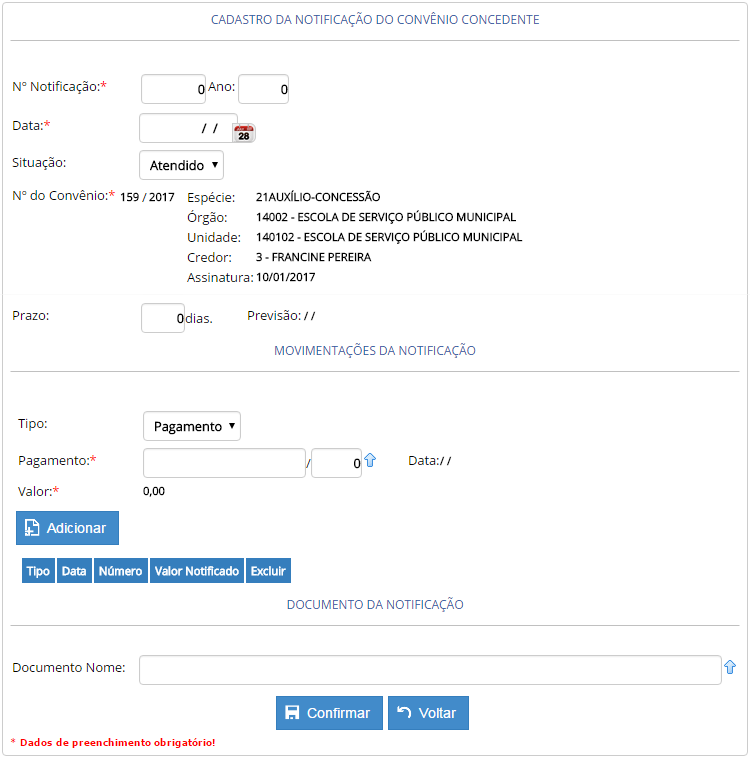 CADASTRO DA NOTIFICAÇÃO DO CONVÊNIO CONCEDENTE
Nº Notificação:* 0 Ano: 0
Data:* / / 28
Situação: Atendido
Nº do Convênio:* 159 / 2017 Espécie: 21AUXÍLIO-CONCESSÃO
Órgão: 14002 - ESCOLA DE SERVIÇO PÚBLICO MUNICIPAL
Unidade: 140102 - ESCOLA DE SERVIÇO PÚBLICO MUNICIPAL
Credor: 3 - FRANCINE PEREIRA
Assinatura: 10/01/2017
Prazo: 0 dias. Previsão: / /
MOVIMENTAÇÕES DA NOTIFICAÇÃO
Tipo: Pagamento
Pagamento:* / 0 Data: / /
Valor:* 0,00
Adicionar
Tipo Data Número Valor Notificado Excluir
DOCUMENTO DA NOTIFICAÇÃO
Documento Nome:
Confirmar Voltar
* Dados de preenchimento obrigatório!